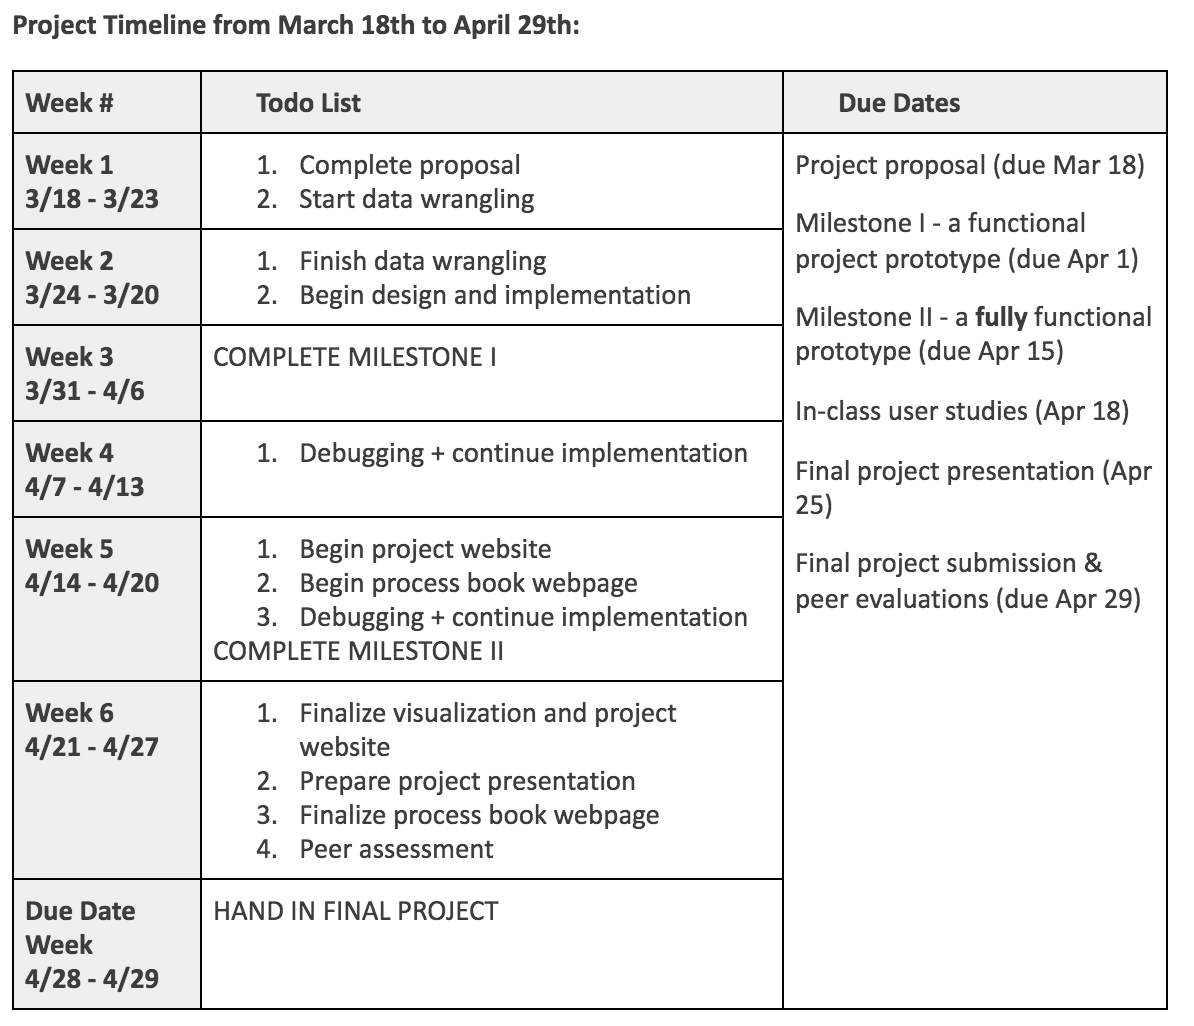 Project Timeline from March 18th to April 29th:
Week #
Todo List
Due Dates
Week 1
3/18 - 3/23
1. Complete proposal
2. Start data wrangling
Week 2
3/24 - 3/20
1. Finish data wrangling
2. Begin design and implementation
Week 3
3/31 - 4/6
COMPLETE MILESTONE I
Week 4
4/7 - 4/13
1. Debugging + continue implementation
Week 5
4/14 - 4/20
1. Begin project website
2. Begin process book webpage
3. Debugging + continue implementation
COMPLETE MILESTONE II
Week 6
4/21 - 4/27
1. Finalize visualization and project
website
2. Prepare project presentation
3. Finalize process book webpage
4. Peer assessment
Due Date
Week
4/28 - 4/29
HAND IN FINAL PROJECT
Project proposal (due Mar 18)
Milestone I - a functional
project prototype (due Apr 1)
Milestone II - a fully functional
prototype (due Apr 15)
In-class user studies (Apr 18)
Final project presentation (Apr
25)
Final project submission &
peer evaluations (due Apr 29)